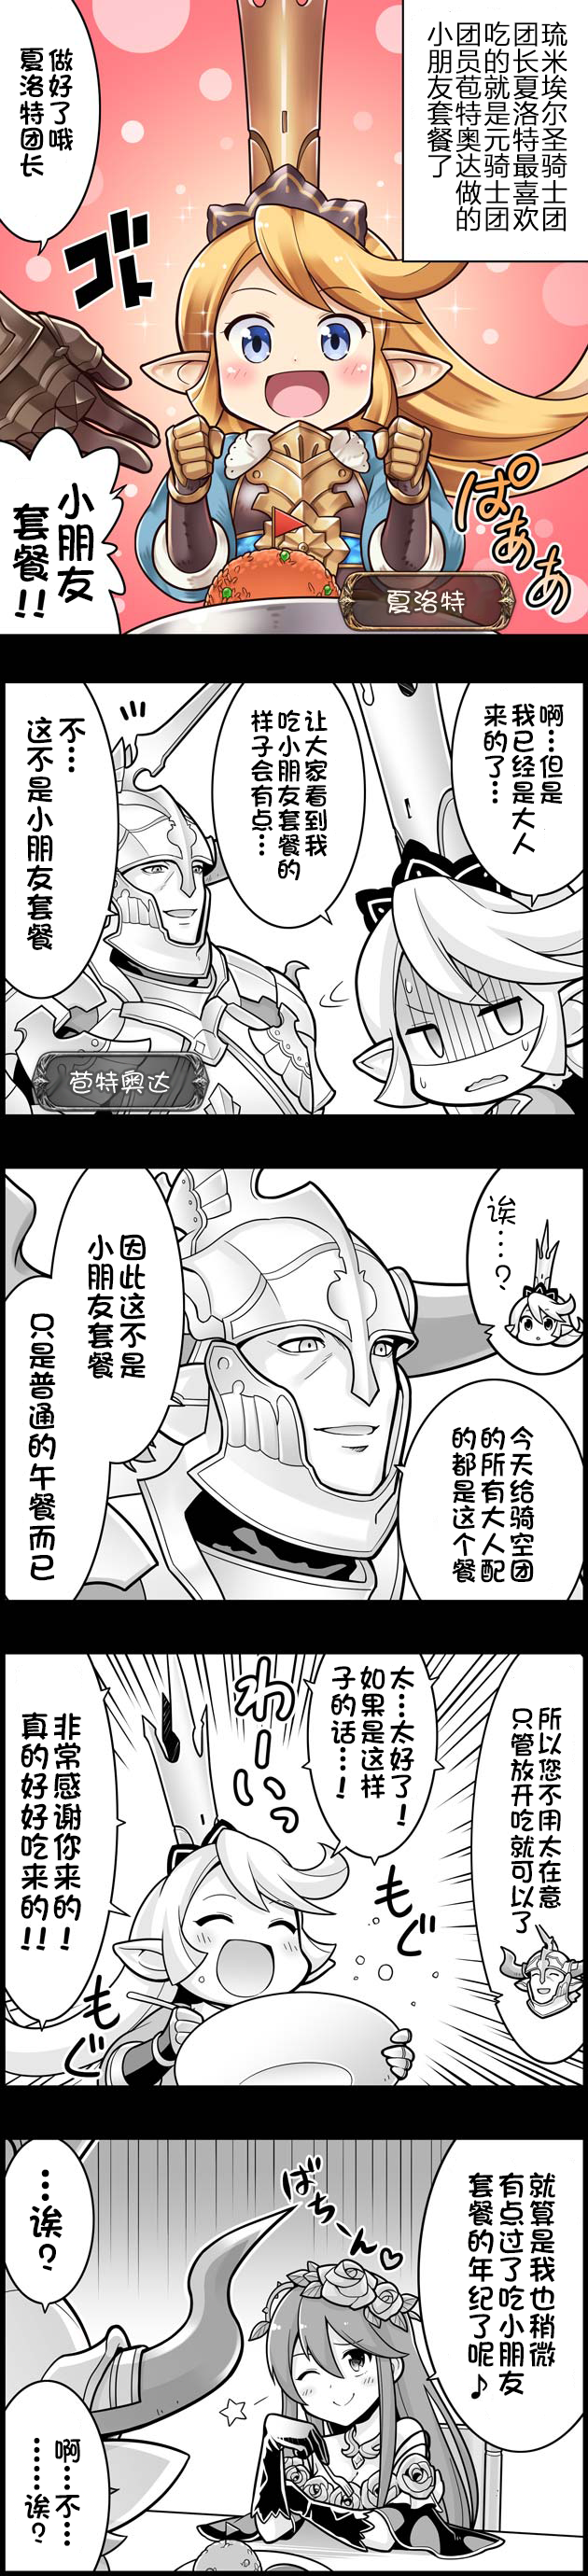 琉米埃尔圣骑士团
团长夏洛特最喜欢
吃的就是元骑士团
团员苞特奥达做的
小朋友套餐了
做好了哦
夏洛特团长
ゴト
小朋友
套餐!!
ぱああ
夏洛特
啊…但是
我已经是大人
来的了…
让大家看到我
吃小朋友套餐的
样子会有点…
不…
这不是小朋友套餐
苞特奥达
诶…?
今天给骑空团
的所有大人配
的都是这个餐
因此这不是
小朋友套餐
只是普通的午餐而已
所以您不用太在意
只管放开吃就可以了
太…太好了!
如果是这样
子的话…!
わーいっ
もぐ
もぐ
非常感谢你来的!
真的好好吃来的!!
就算是我也稍微
有点过了吃小朋友
套餐的年纪了呢♪
ばちーん♡
…诶?
啊…不…
……诶?